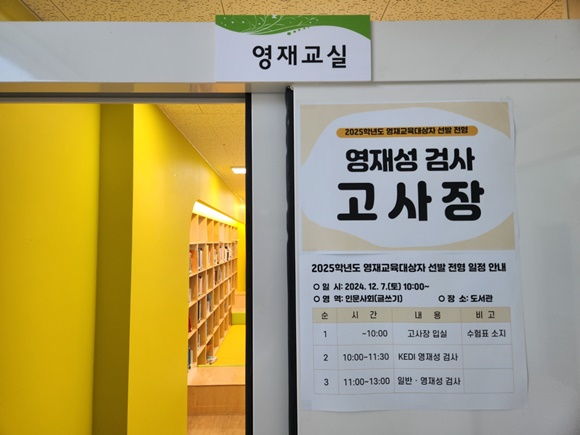 영재교실
2025학년도 영재교육대상자 선발 전형
영재성 검사
고사장
2025학년도 영재교육대상자 선발 전형 일정 안내
일 시: 2024. 12. 7.(토) 10:00~
영 역: 인문사회(글쓰기) 장 소: 도서관
순 시 간 내 용 비 고
1 ~10:00 고사장 입실 수험표 소지
2 10:00~11:30 KEDI 영재성 검사
3 11:00~13:00 일반 · 영재성 검사